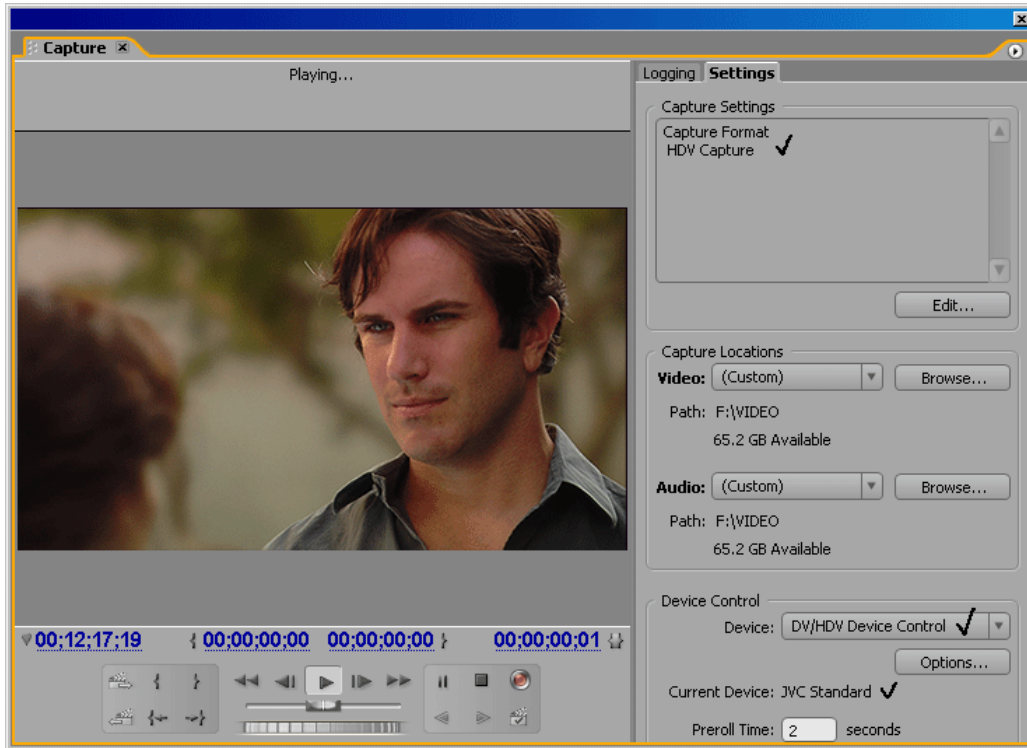 Capture
Playing...
Logging Settings
Capture Settings
Capture Format
HDV Capture
Edit...
Capture Locations
Video: (Custom) Browse...
Path: F:\VIDEO
65.2 GB Available
Audio: (Custom) Browse...
Path: F:\VIDEO
65.2 GB Available
Device Control
Device: DV/HDV Device Control
Options...
Current Device: JVC Standard
Preroll Time: 2 seconds
00;12;17;19 { 00;00;00;00 00;00;00;00 } 00;00;00;01